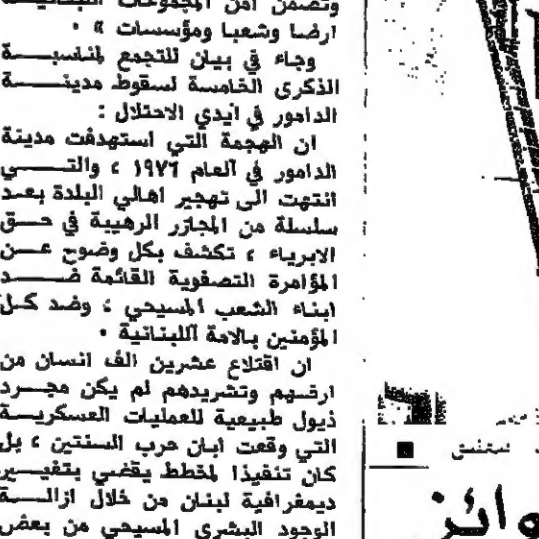 وتضمن امن المجموعات اللبنانية
ارضا وشعبا ومؤسسات » ٠
وجاء في بيان للتجمع لمناسبة
الذكرى الخامسة لسقوط مدينة
الدامور في ايدي الاحتلال :
ان الهجمة التي استهدفت مدينة
الدامور في العام ١٩٧٦ ، والتي
انتهت الى تهجير اهالي البلدة بعد
سلسلة من المجازر الرهيبة في حق
الابرياء ، تكشف بكل وضوح عن
المؤامرة التصفوية القائمة ضد
ابناء الشعب المسيحي ، وضد كل
المؤمنين بالامة اللبنانية ٠
ان اقتلاع عشرين الف انسان من
ارضهم وتشريدهم لم يكن مجرد
ذيول طبيعية للعمليات العسكرية
التي وقعت ابان حرب السنتين ، بل
كان تنفيذا لمخطط يقضي بتغيير
ديمغرافية لبنان من خلال ازالة
الوجود البشري المسيحي من بعض